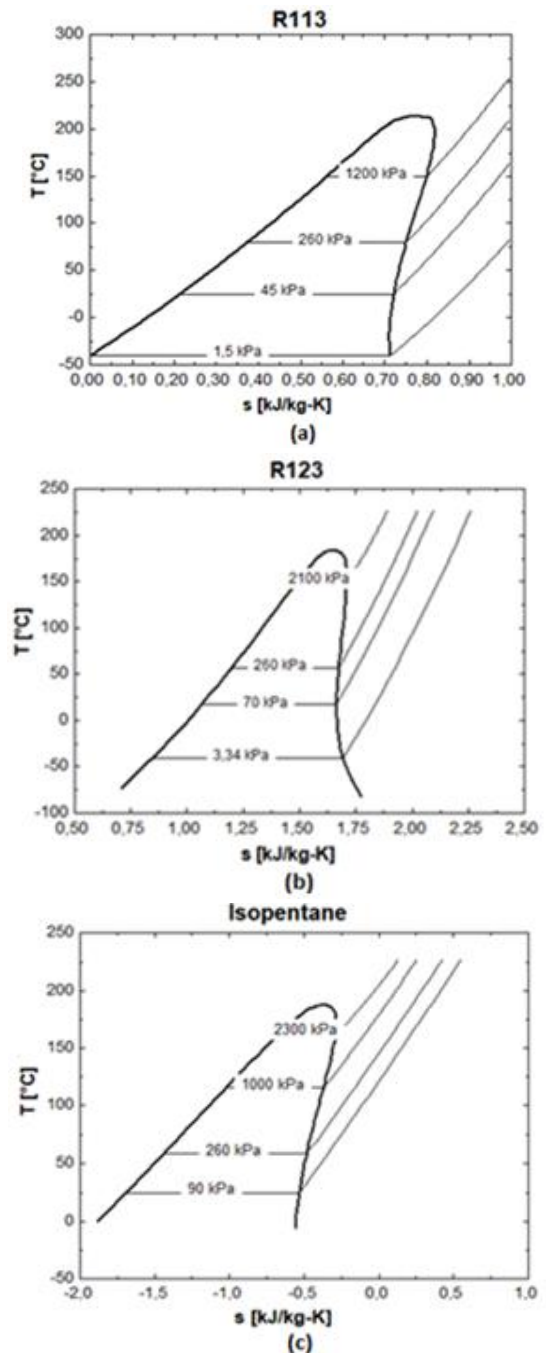 R113
300
250
200
150
100
50
-0
-50
T [°C]
1200 kPa
260 kPa
45 kPa
1,5 kPa
0,00 0,10 0,20 0,30 0,40 0,50 0,60 0,70 0,80 0,90 1,00
s [kJ/kg-K]
(a)
R123
250
200
150
100
50
0
-50
-100
T [°C]
2100 kPa
260 kPa
70 kPa
3,34 kPa
0,50 0,75 1,00 1,25 1,50 1,75 2,00 2,25 2,50
s [kJ/kg-K]
(b)
Isopentane
250
200
150
100
50
0
-50
T [°C]
2300 kPa
1000 kPa
260 kPa
90 kPa
-2,0 -1,5 -1,0 -0,5 0,0 0,5 1,0
s [kJ/kg-K]
(c)